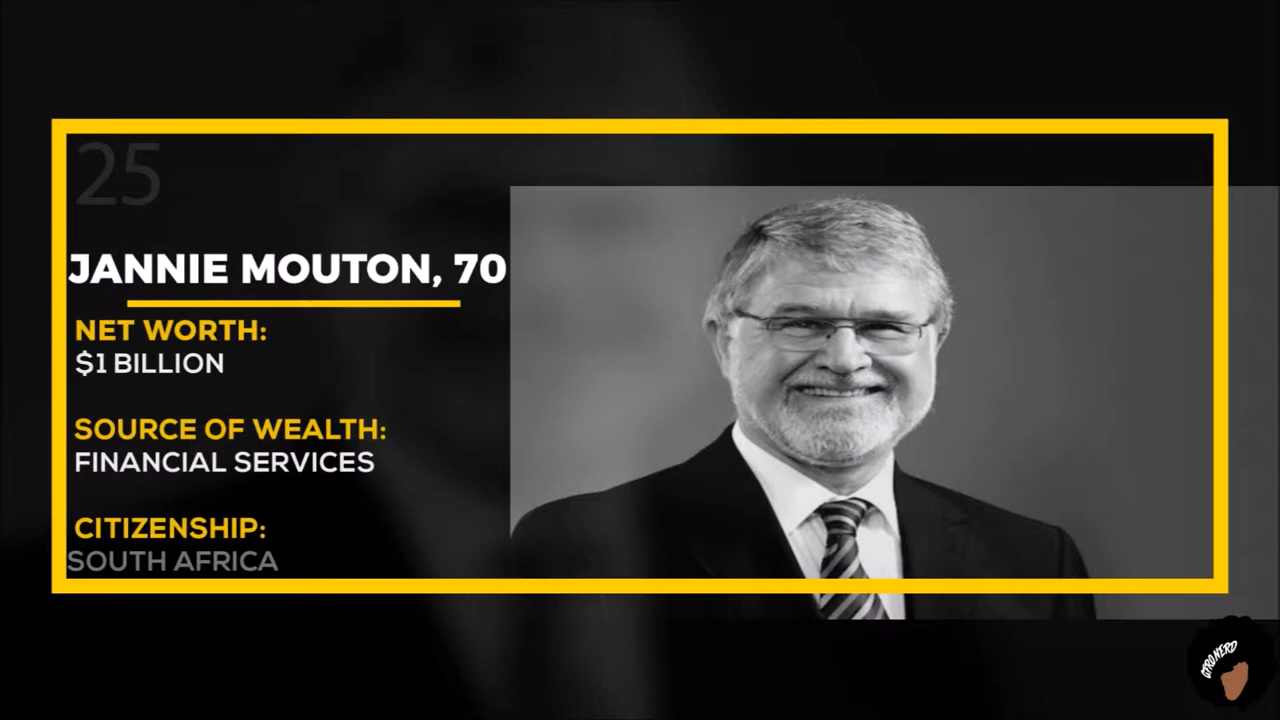 25
JANNIE MOUTON, 70
NET WORTH:
$1 BILLION
SOURCE OF WEALTH:
FINANCIAL SERVICES
CITIZENSHIP:
SOUTH AFRICA